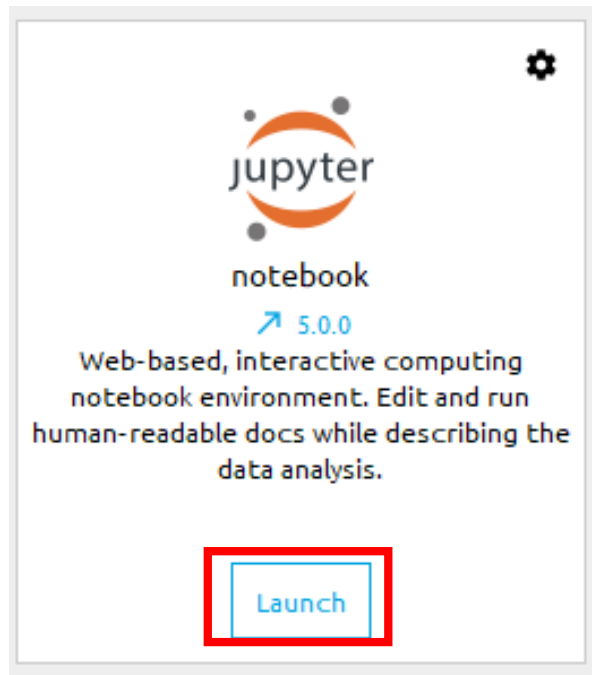 jupyter
notebook
5.0.0
Web-based, interactive computing
notebook environment. Edit and run
human-readable docs while describing the
data analysis.
Launch